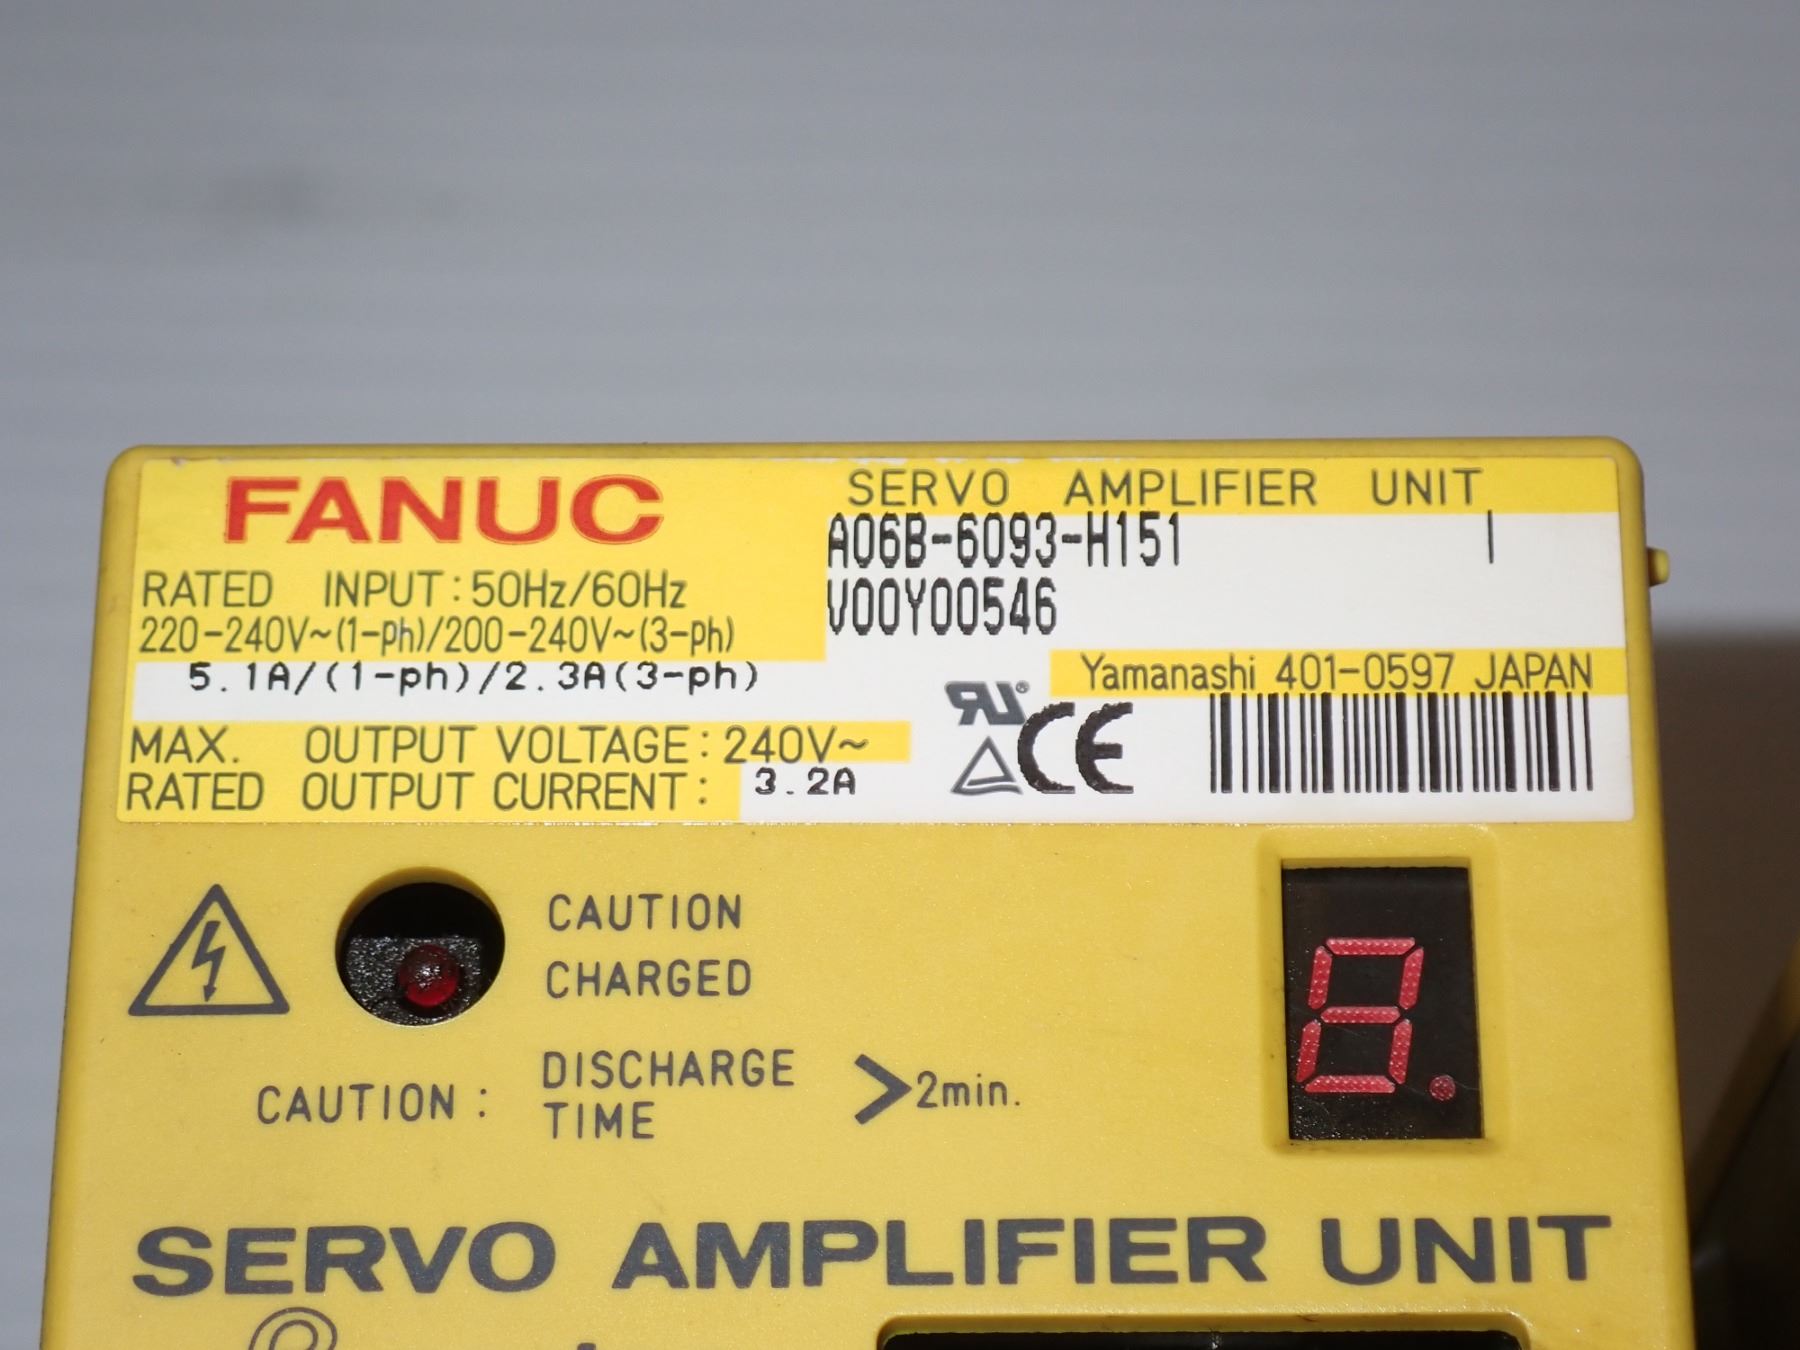 FANUC
SERVO AMPLIFIER UNIT
A06B-6093-H151 I
V00Y00546
RATED INPUT:50Hz/60Hz
220-240V~(1-ph)/200-240V~(3-ph)
5.1A/(1-ph)/2.3A(3-ph)
Yamanashi 401-0597 JAPAN
MAX. OUTPUT VOLTAGE:240V~
RATED OUTPUT CURRENT: 3.2A
CE
CAUTION
CHARGED
8.
CAUTION: DISCHARGE TIME >2min.
SERVO AMPLIFIER UNIT